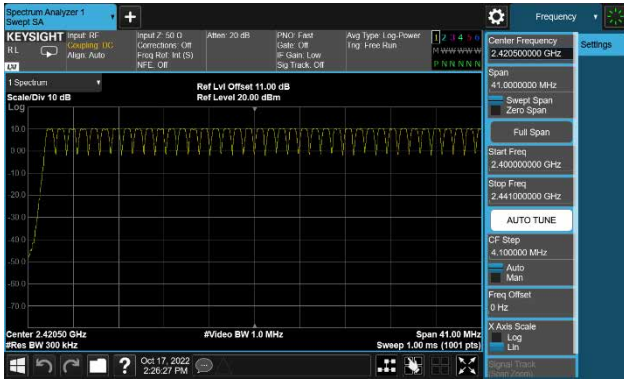 Spectrum Analyzer 1
Swept SA
Frequency
KEYSIGHT
Input: RF
Coupling: DC
Align: Auto
Input Z: 50 Ω
Corrections: Off
Freq Ref: Int (S)
NFE: Off
Atten: 20 dB
PNO: Fast
Gate: Off
IF Gain: Low
Sig Track: Off
Avg Type: Log-Power
Trig: Free Run
1 2 3 4 5 6
M W W W W W
P N N N N N
R L
1 Spectrum
Scale/Div 10 dB
Ref Lvl Offset 11.00 dB
Ref Level 20.00 dBm
Log
10.0
0.00
-10.0
-20.0
-30.0
-40.0
-50.0
-60.0
-70.0
Center 2.42050 GHz
#Res BW 300 kHz
#Video BW 1.0 MHz
Span 41.00 MHz
Sweep 1.00 ms (1001 pts)
Oct 17, 2022
2:26:27 PM
Center Frequency
2.420500000 GHz
Span
41.0000000 MHz
Swept Span
Zero Span
Full Span
Start Freq
2.400000000 GHz
Stop Freq
2.441000000 GHz
AUTO TUNE
CF Step
4.100000 MHz
Auto
Man
Freq Offset
0 Hz
X Axis Scale
Log
Lin
Signal Track
(Span Zoom)
Settings